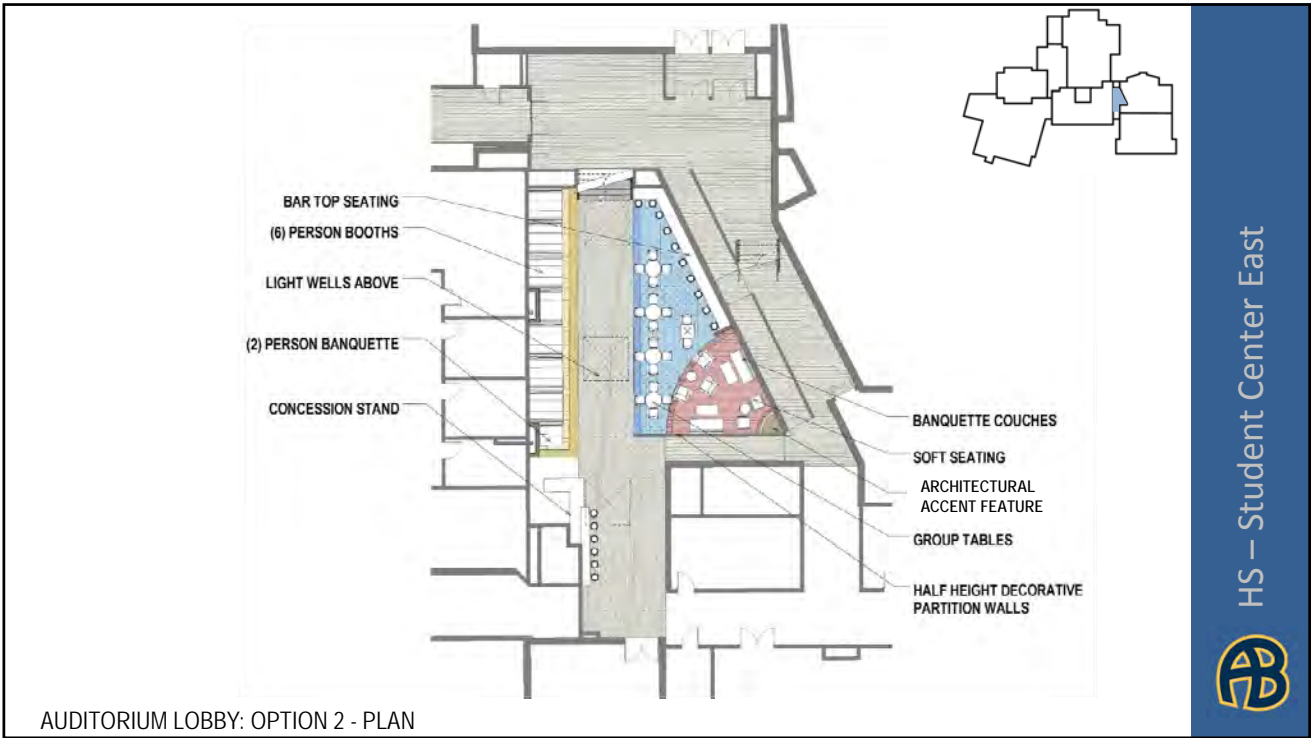 BAR TOP SEATING
(6) PERSON BOOTHS
LIGHT WELLS ABOVE
(2) PERSON BANQUETTE
CONCESSION STAND
BANQUETTE COUCHES
SOFT SEATING
ARCHITECTURAL
ACCENT FEATURE
GROUP TABLES
HALF HEIGHT DECORATIVE
PARTITION WALLS
HS – Student Center East
AB
AUDITORIUM LOBBY: OPTION 2 - PLAN